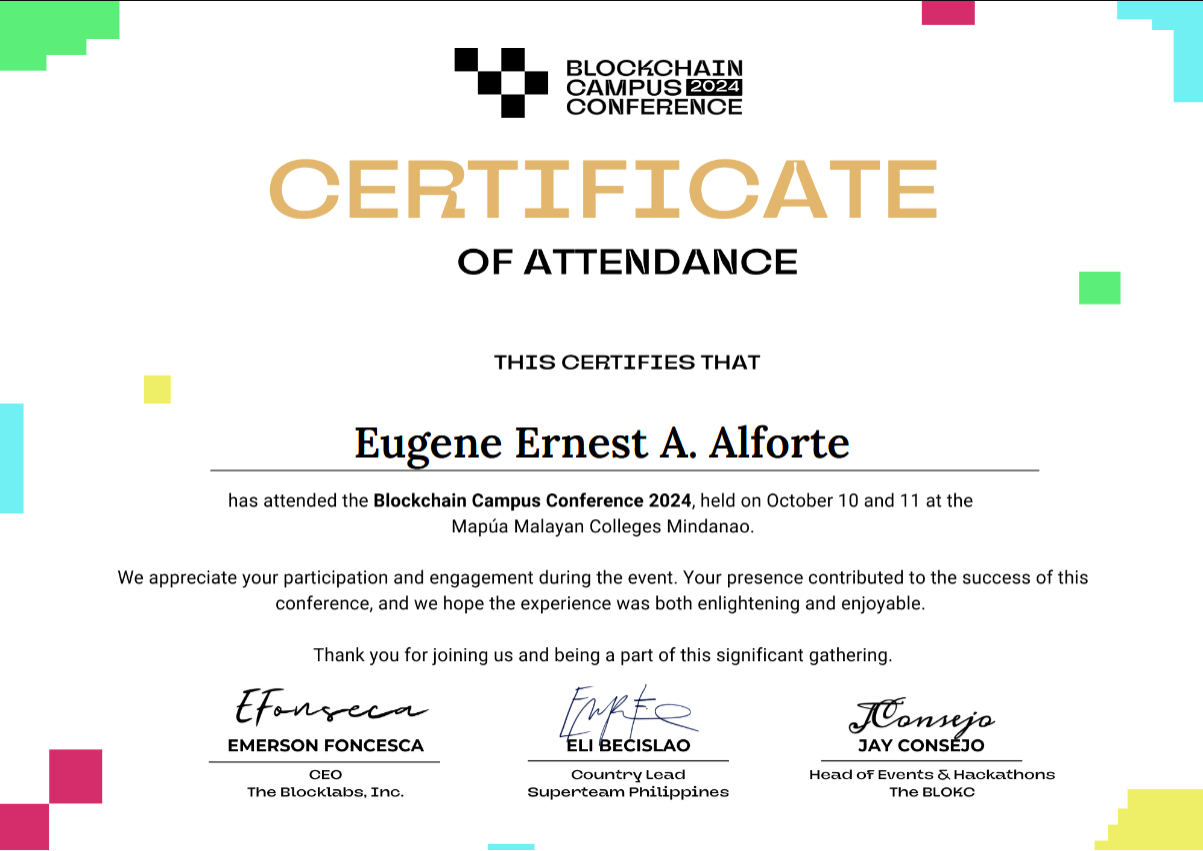 BLOCKCHAIN
CAMPUS 2024
CONFERENCE
CERTIFICATE
OF ATTENDANCE
THIS CERTIFIES THAT
Eugene Ernest A. Alforte
has attended the Blockchain Campus Conference 2024, held on October 10 and 11 at the
Mapúa Malayan Colleges Mindanao.
We appreciate your participation and engagement during the event. Your presence contributed to the success of this
conference, and we hope the experience was both enlightening and enjoyable.
Thank you for joining us and being a part of this significant gathering.
EFonseca
EMERSON FONCESCA
CEO
The Blocklabs, Inc.
ELI BECISLAO
Country Lead
Superteam Philippines
JConsejo
JAY CONSEJO
Head of Events & Hackathons
The BLOKC